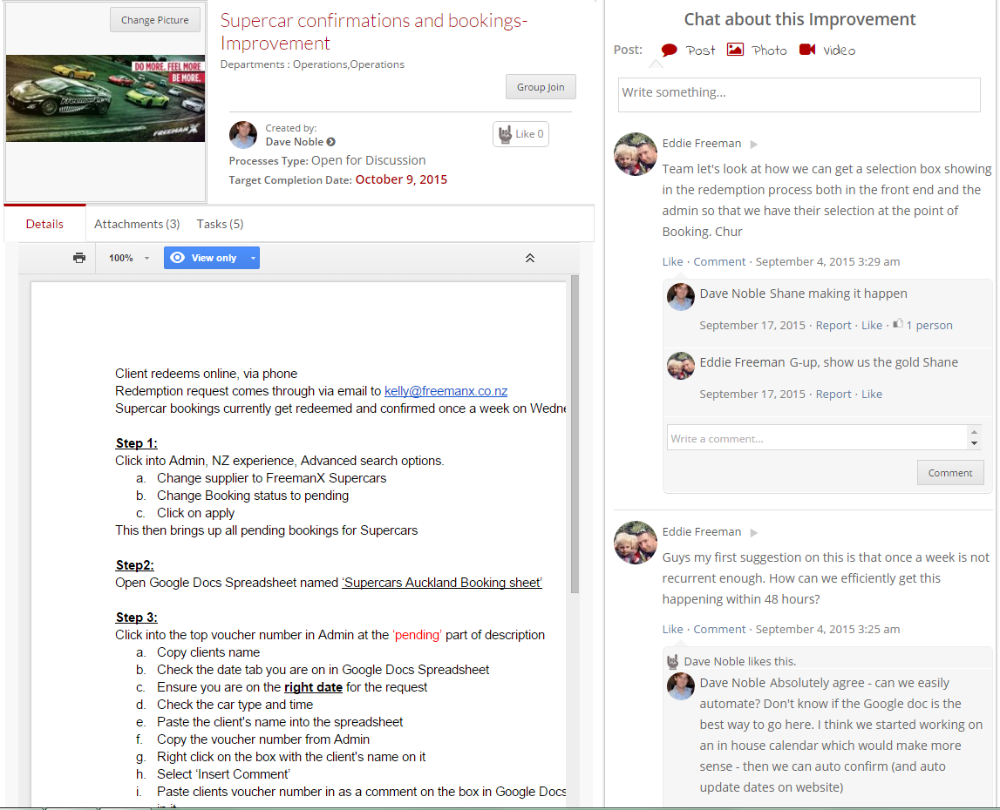 Change Picture
DO MORE. FEEL MORE
BE MORE.
FREEMANX
Supercar confirmations and bookings-
Improvement
Departments : Operations,Operations
Group Join
Created by:
Dave Noble
Like 0
Processes Type: Open for Discussion
Target Completion Date: October 9, 2015
Details
Attachments (3)
Tasks (5)
100%
View only
Client redeems online, via phone
Redemption request comes through via email to kelly@freemanx.co.nz
Supercar bookings currently get redeemed and confirmed once a week on Wedne
Step 1:
Click into Admin, NZ experience, Advanced search options.
a. Change supplier to FreemanX Supercars
b. Change Booking status to pending
c. Click on apply
This then brings up all pending bookings for Supercars
Step2:
Open Google Docs Spreadsheet named ‘Supercars Auckland Booking sheet’
Step 3:
Click into the top voucher number in Admin at the ‘pending’ part of description
a. Copy clients name
b. Check the date tab you are on in Google Docs Spreadsheet
c. Ensure you are on the right date for the request
d. Check the car type and time
e. Paste the client's name into the spreadsheet
f. Copy the voucher number from Admin
g. Right click on the box with the client's name on it
h. Select ‘Insert Comment’
i. Paste clients voucher number in as a comment on the box in Google Docs
Chat about this Improvement
Post: Post Photo Video
Write something...
Eddie Freeman
Team let's look at how we can get a selection box showing
in the redemption process both in the front end and the
admin so that we have their selection at the point of
Booking. Chur
Like · Comment · September 4, 2015 3:29 am
Dave Noble Shane making it happen
September 17, 2015 · Report · Like · 1 person
Eddie Freeman G-up, show us the gold Shane
September 17, 2015 · Report · Like
Write a comment...
Comment
Eddie Freeman
Guys my first suggestion on this is that once a week is not
recurrent enough. How can we efficiently get this
happening within 48 hours?
Like · Comment · September 4, 2015 3:25 am
Dave Noble likes this.
Dave Noble Absolutely agree - can we easily
automate? Don't know if the Google doc is the
best way to go here. I think we started working on
an in house calendar which would make more
sense - then we can auto confirm (and auto
update dates on website)